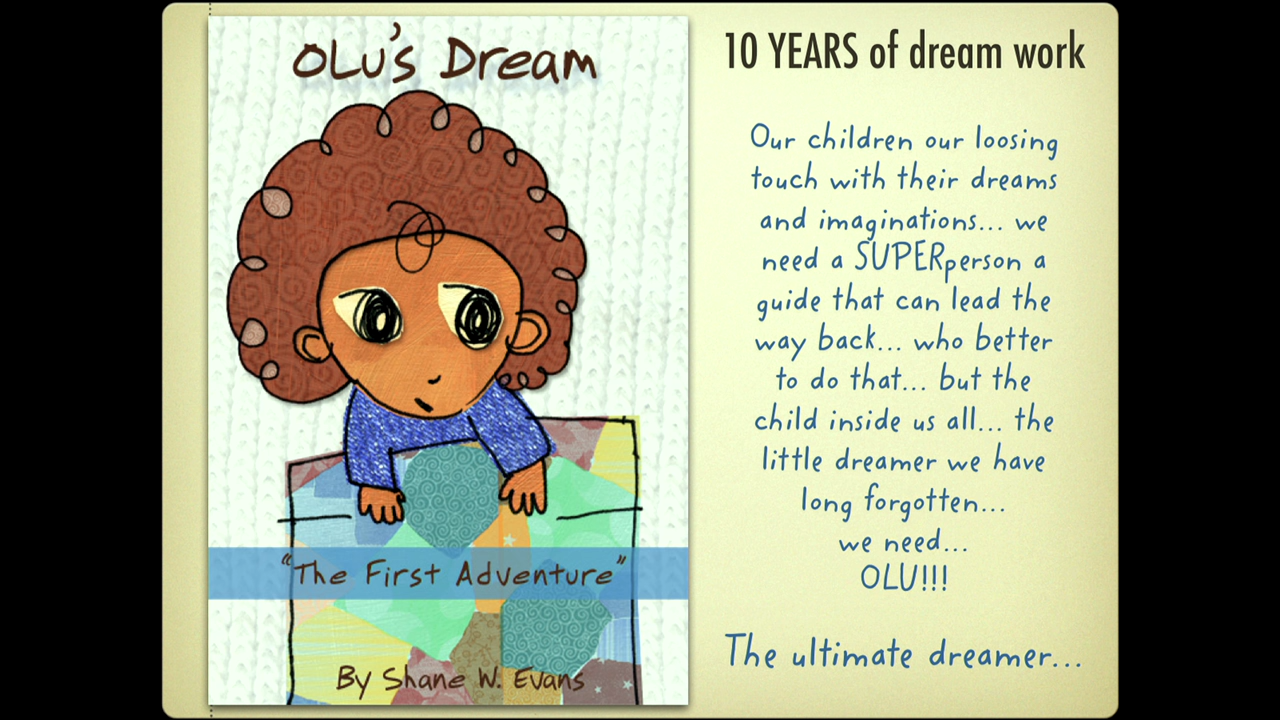 OLu's Dream
"The First Adventure"
By Shane W. Evans
10 YEARS of dream work
Our children our loosing
touch with their dreams
and imaginations... we
need a SUPERperson a
guide that can lead the
way back... who better
to do that... but the
child inside us all... the
little dreamer we have
long forgotten...
we need...
OLU!!!
The ultimate dreamer...